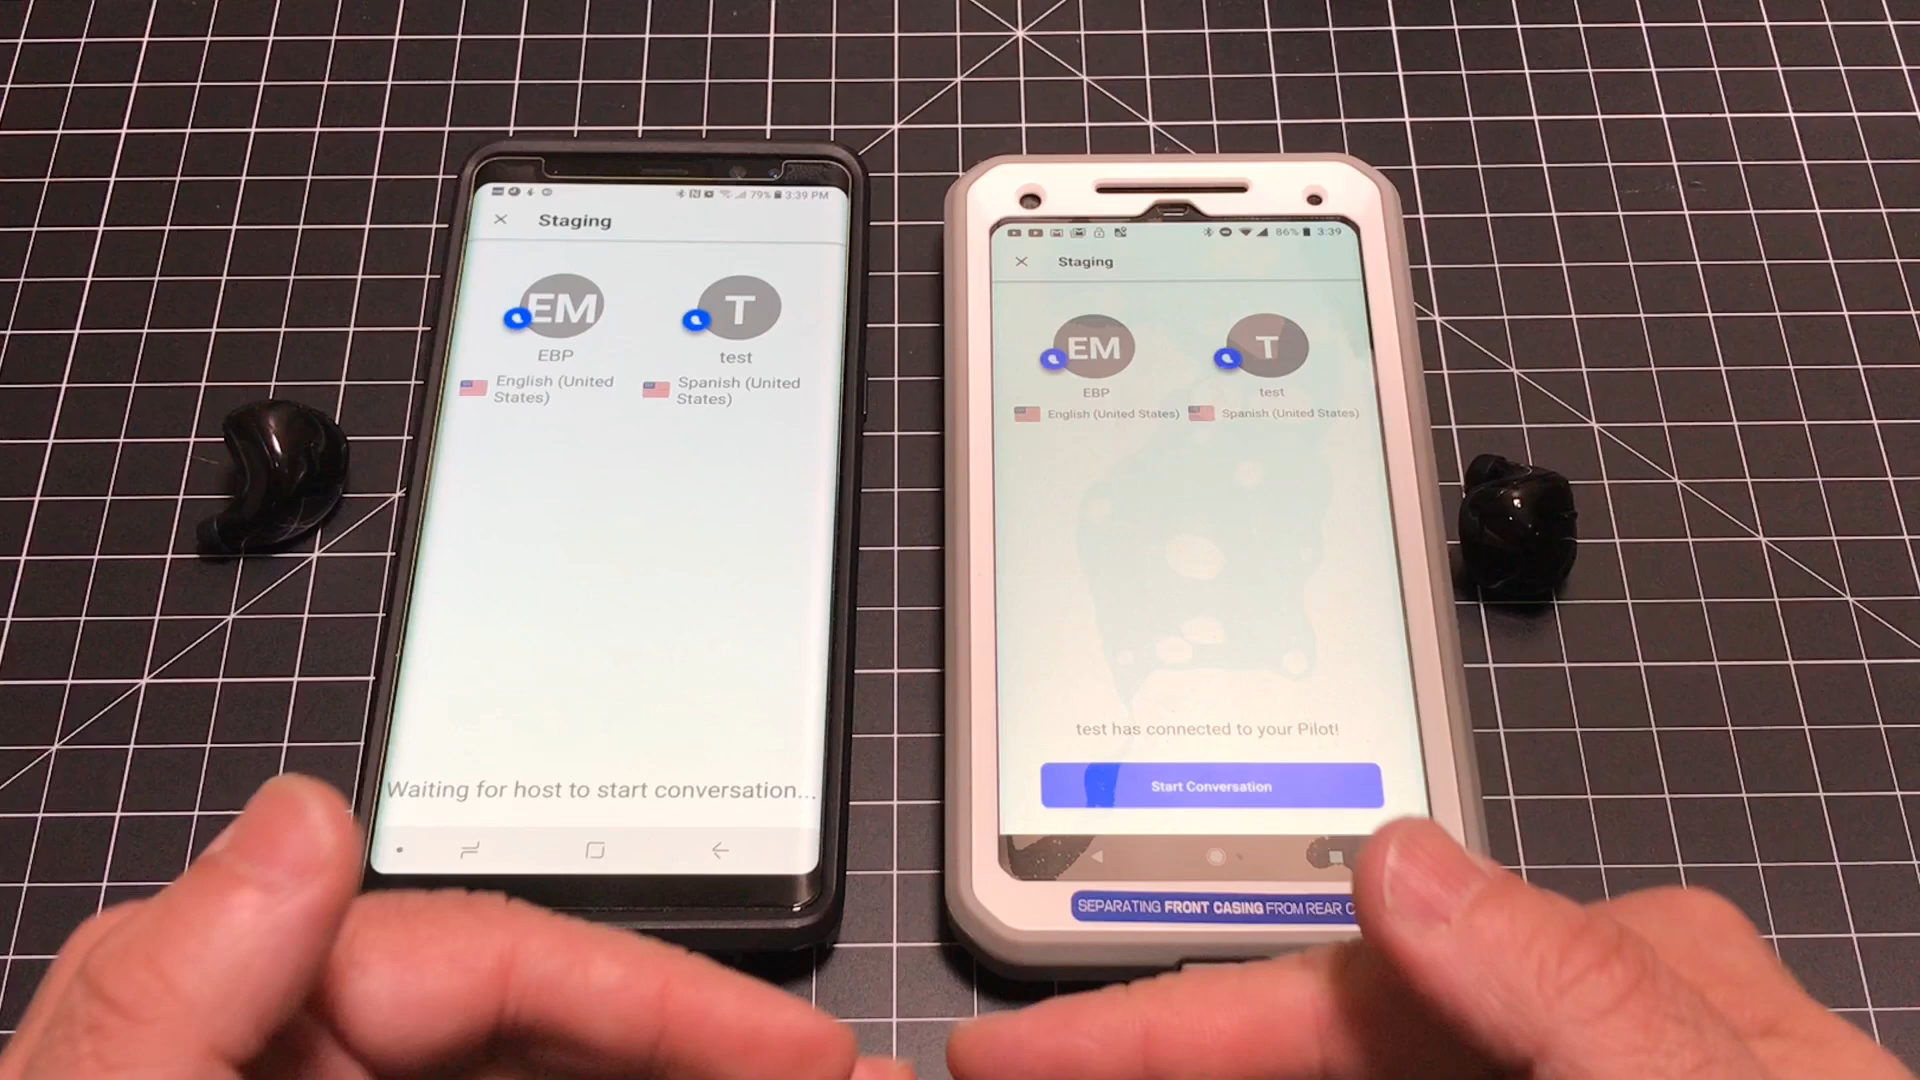 79% 3:39 PM
Staging
EM
T
EBP
test
English (United
States)
Spanish (United
States)
Waiting for host to start conversation...
86% 3:39
Staging
EM
T
EBP
test
English (United States)
Spanish (United States)
test has connected to your Pilot!
Start Conversation
SEPARATING FRONT CASING FROM REAR C